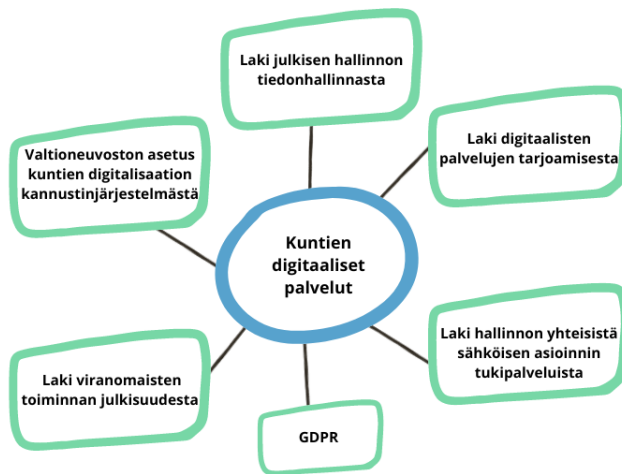 Laki julkisen hallinnon
tiedonhallinnasta
Laki digitaalisten
palvelujen tarjoamisesta
Valtioneuvoston asetus
kuntien digitalisaation
kannustinjärjestelmästä
Kuntien
digitaaliset
palvelut
Laki hallinnon yhteisistä
sähköisen asioinnin
tukipalveluista
Laki viranomaisten
toiminnan julkisuudesta
GDPR